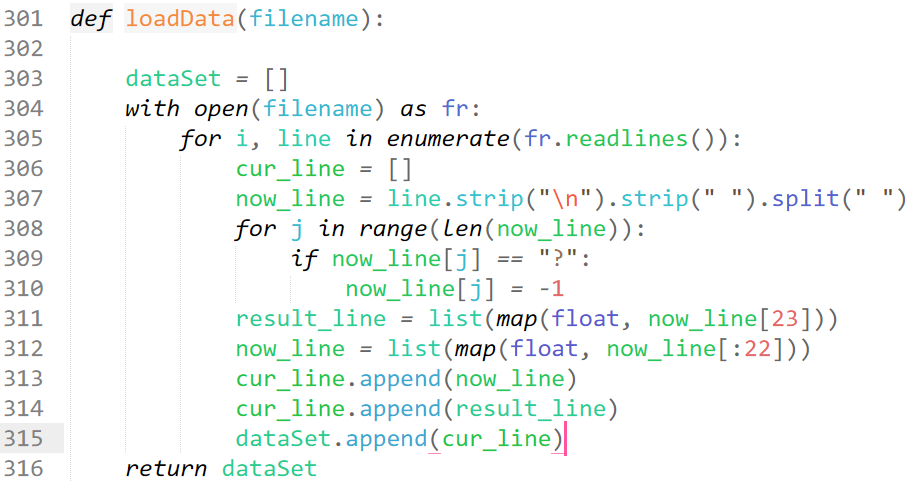 301 def loadData(filename):
302
303     dataSet = []
304     with open(filename) as fr:
305         for i, line in enumerate(fr.readlines()):
306             cur_line = []
307             now_line = line.strip("\n").strip(" ").split(" ")
308             for j in range(len(now_line)):
309                 if now_line[j] == "?":
310                     now_line[j] = -1
311             result_line = list(map(float, now_line[23]))
312             now_line = list(map(float, now_line[:22]))
313             cur_line.append(now_line)
314             cur_line.append(result_line)
315             dataSet.append(cur_line)
316     return dataSet